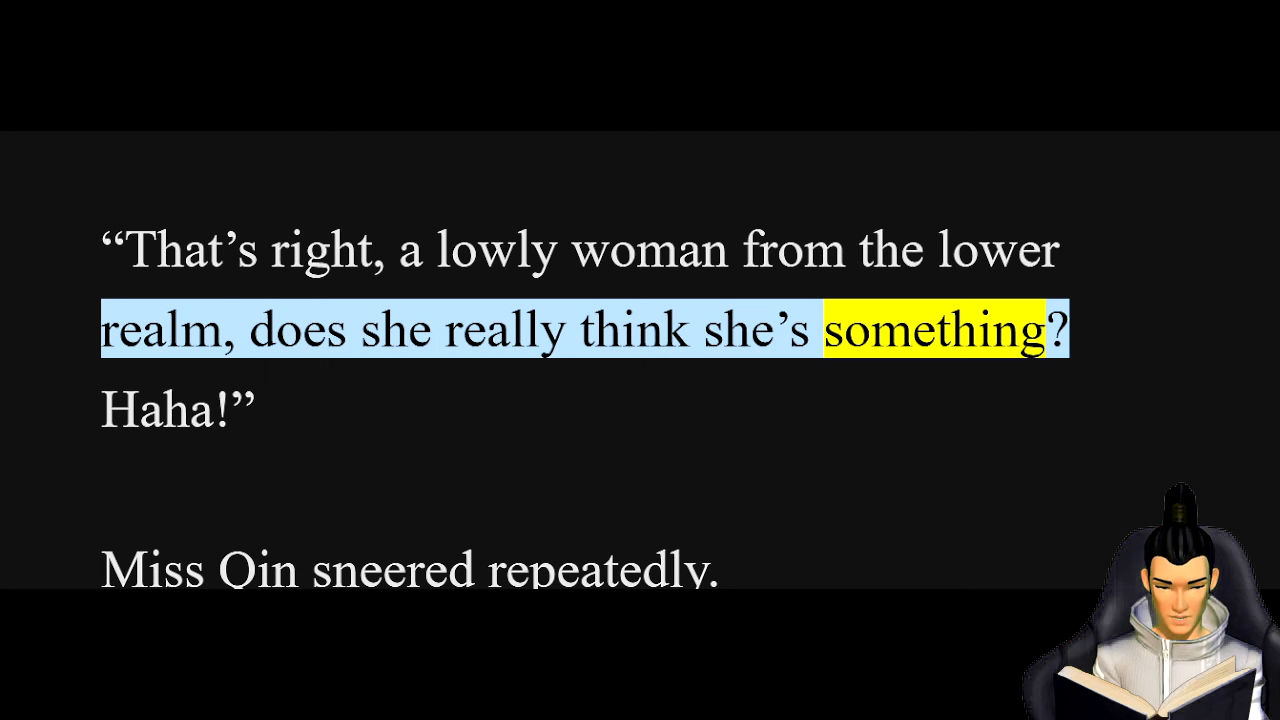 “That’s right, a lowly woman from the lower
realm, does she really think she’s something?
Haha!”
Miss Qin sneered repeatedly.